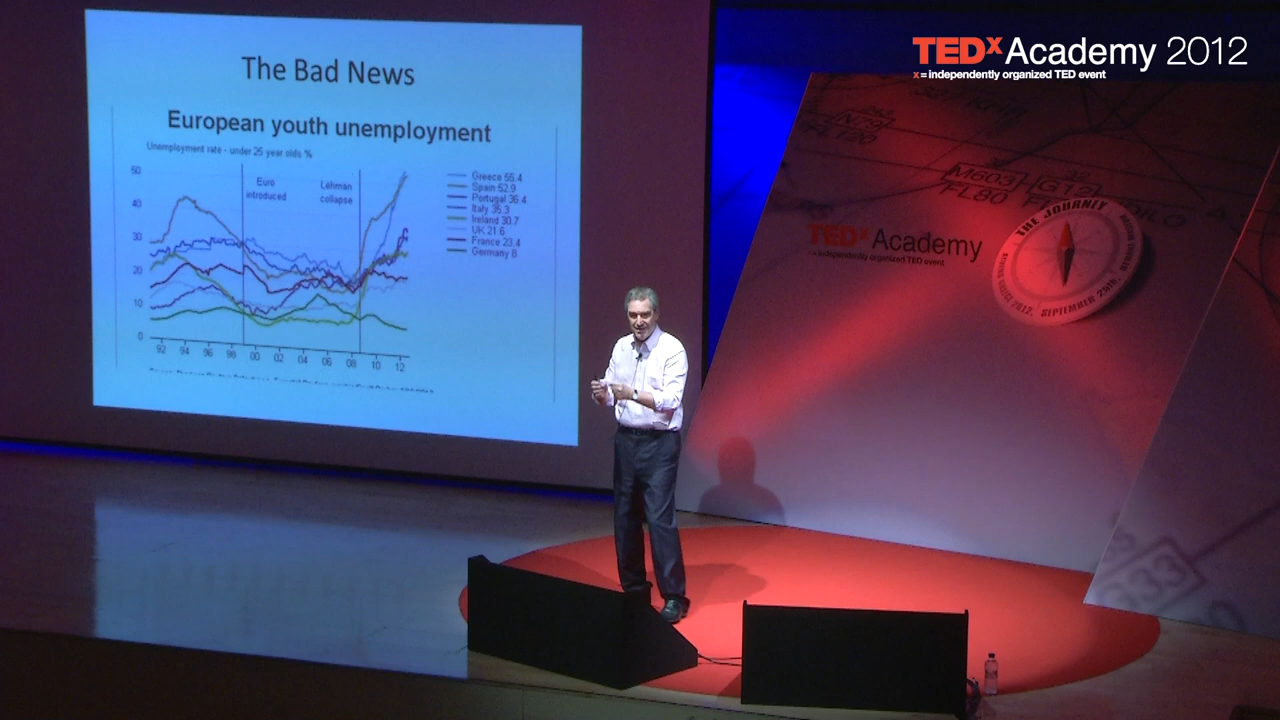 The Bad News
European youth unemployment
Unemployment rate - under 25 year olds %
50
40
30
20
10
0
Euro introduced
Lehman collapse
92 94 96 98 00 02 04 06 08 10 12
Greece 55.4
Spain 52.9
Portugal 36.4
Italy 35.3
Ireland 30.7
UK 21.6
France 23.4
Germany 8
TEDx Academy 2012
x = independently organized TED event
M603 G12
FL80
TEDx Academy
= independently organized TED event
THE JOURNEY
SEPTEMBER 25th,
33